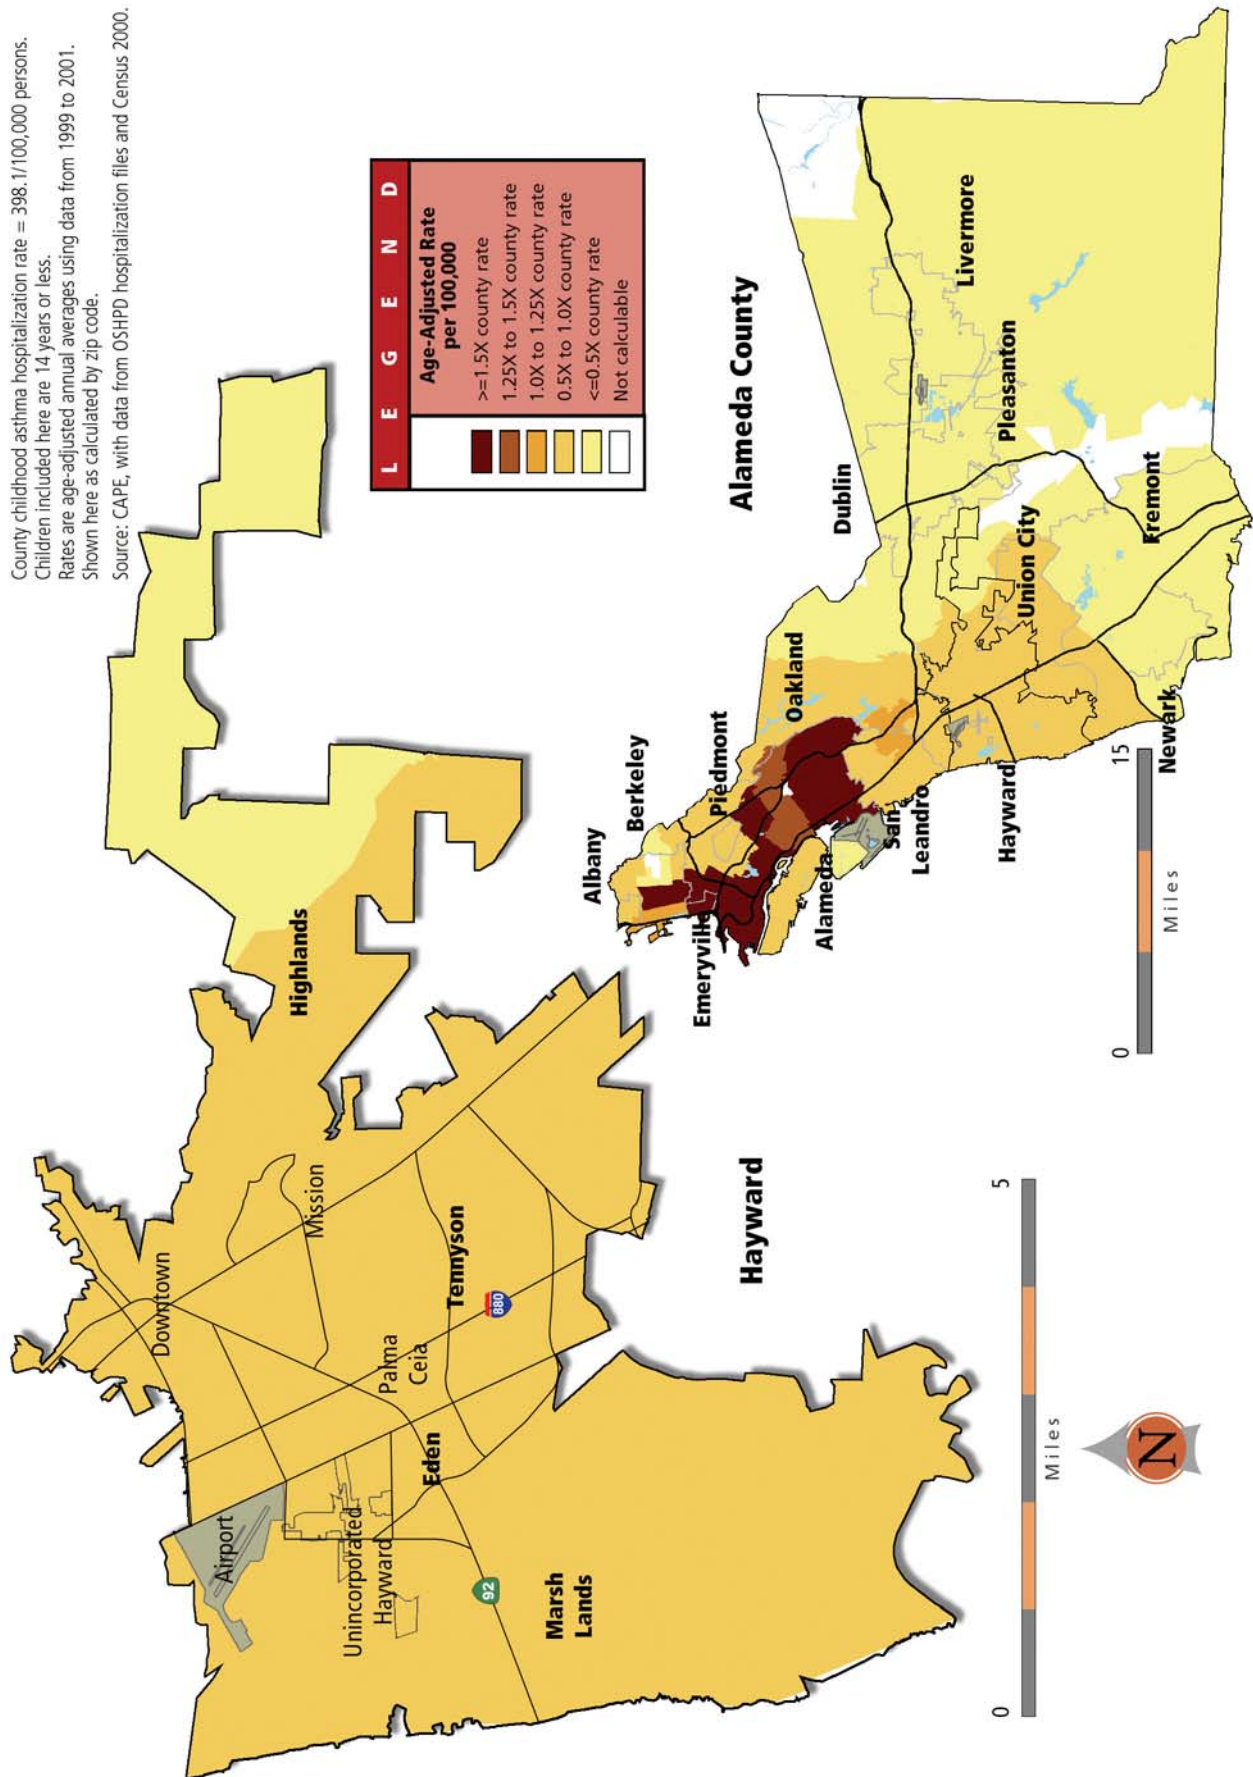 County childhood asthma hospitalization rate = 398.1/100,000 persons.
Children included here are 14 years or less.
Rates are age-adjusted annual averages using data from 1999 to 2001.
Shown here as calculated by zip code.
Source: CAPE, with data from OSHPD hospitalization files and Census 2000.
LEGEND
Age-Adjusted Rate
per 100,000
>=1.5X county rate
1.25X to 1.5X county rate
1.0X to 1.25X county rate
0.5X to 1.0X county rate
<=0.5X county rate
Not calculable
Downtown
Airport
Highlands
Mission
Unincorporated
Hayward
Palma
Ceia
Eden
Tennyson
880
92
Marsh
Lands
Hayward
0
5
Miles
N
Alameda County
Albany
Berkeley
Emeryville
Piedmont
Oakland
Dublin
Alameda
San
Leandro
Livermore
Pleasanton
Hayward
Union City
Fremont
Newark
0
15
Miles